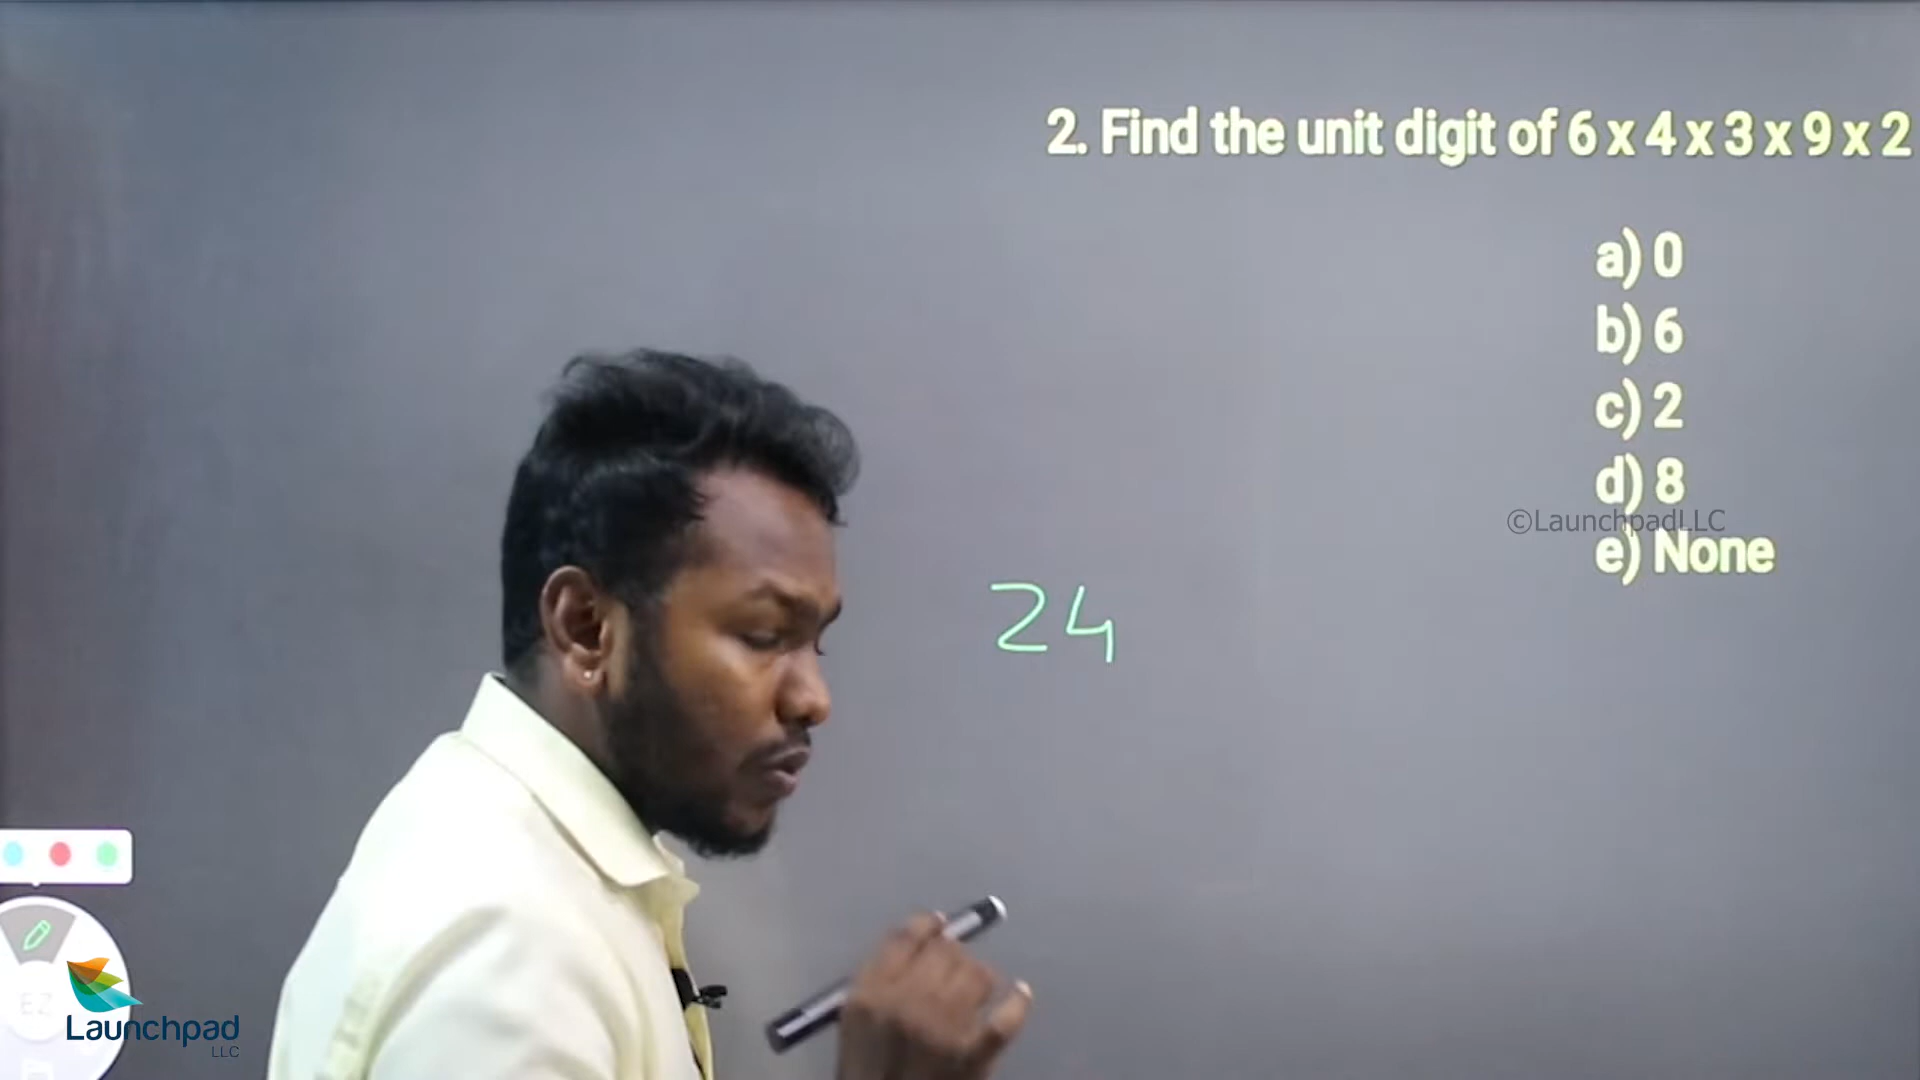 2. Find the unit digit of 6 x 4 x 3 x 9 x 2
a) 0
b) 6
c) 2
d) 8
©LaunchpadLLC
e) None
24
EZ
Launchpad
LLC